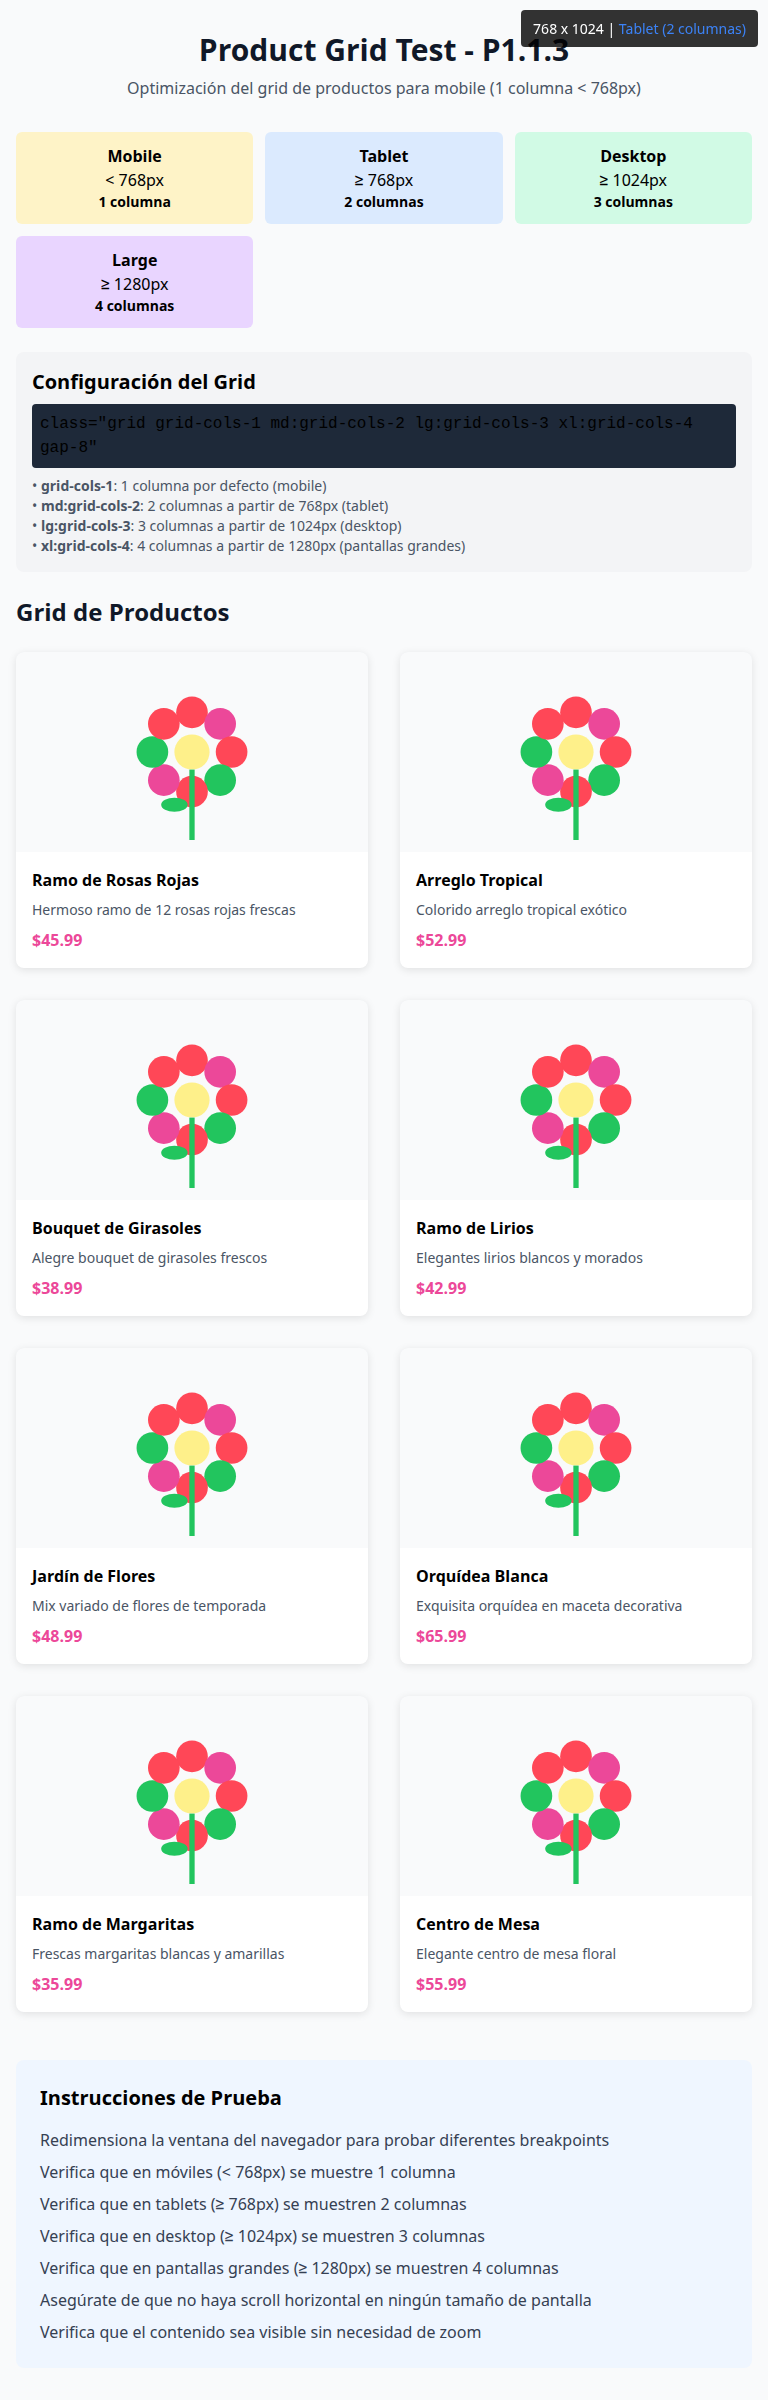 768 x 1024 | Tablet (2 columnas)
Product Grid Test - P1.1.3
Optimización del grid de productos para mobile (1 columna < 768px)
Mobile
< 768px
1 columna
Tablet
≥ 768px
2 columnas
Desktop
≥ 1024px
3 columnas
Large
≥ 1280px
4 columnas
Configuración del Grid
class="grid grid-cols-1 md:grid-cols-2 lg:grid-cols-3 xl:grid-cols-4
gap-8"
• grid-cols-1: 1 columna por defecto (mobile)
• md:grid-cols-2: 2 columnas a partir de 768px (tablet)
• lg:grid-cols-3: 3 columnas a partir de 1024px (desktop)
• xl:grid-cols-4: 4 columnas a partir de 1280px (pantallas grandes)
Grid de Productos
Ramo de Rosas Rojas
Hermoso ramo de 12 rosas rojas frescas
$45.99
Arreglo Tropical
Colorido arreglo tropical exótico
$52.99
Bouquet de Girasoles
Alegre bouquet de girasoles frescos
$38.99
Ramo de Lirios
Elegantes lirios blancos y morados
$42.99
Jardín de Flores
Mix variado de flores de temporada
$48.99
Orquídea Blanca
Exquisita orquídea en maceta decorativa
$65.99
Ramo de Margaritas
Frescas margaritas blancas y amarillas
$35.99
Centro de Mesa
Elegante centro de mesa floral
$55.99
Instrucciones de Prueba
Redimensiona la ventana del navegador para probar diferentes breakpoints
Verifica que en móviles (< 768px) se muestre 1 columna
Verifica que en tablets (≥ 768px) se muestren 2 columnas
Verifica que en desktop (≥ 1024px) se muestren 3 columnas
Verifica que en pantallas grandes (≥ 1280px) se muestren 4 columnas
Asegúrate de que no haya scroll horizontal en ningún tamaño de pantalla
Verifica que el contenido sea visible sin necesidad de zoom